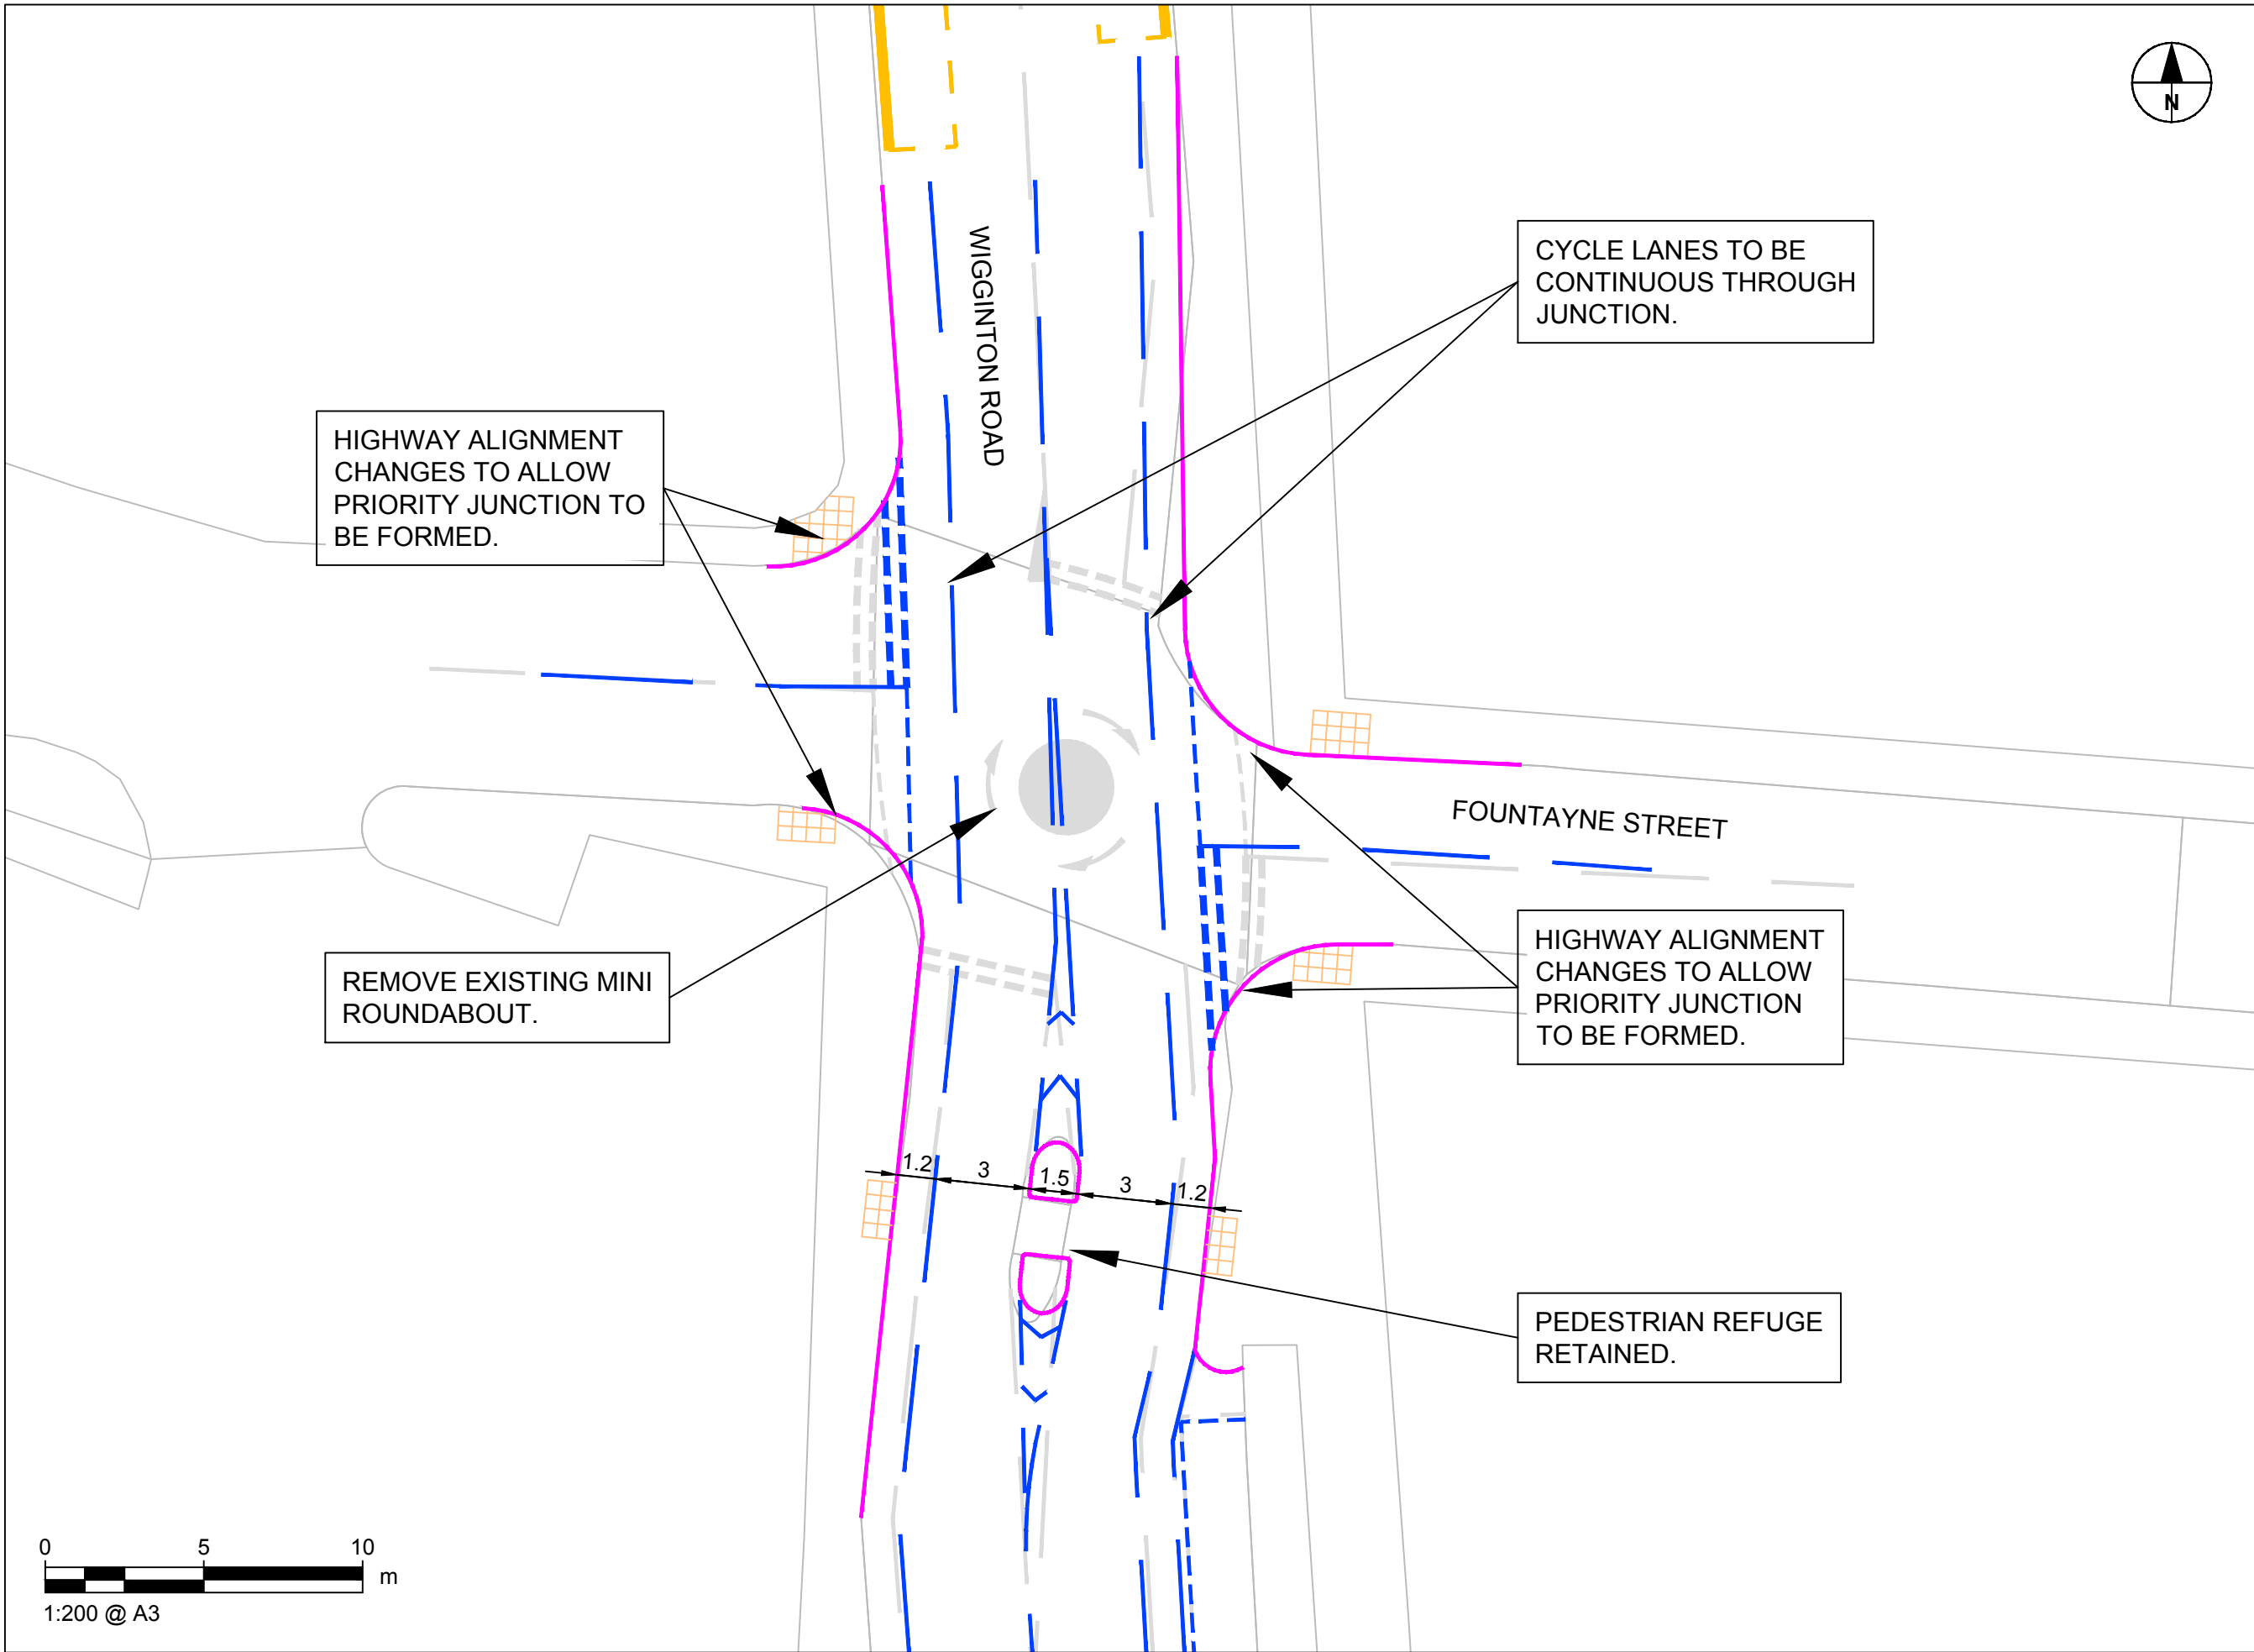 N
WIGGINTON ROAD
CYCLE LANES TO BE
CONTINUOUS THROUGH
JUNCTION.
HIGHWAY ALIGNMENT
CHANGES TO ALLOW
PRIORITY JUNCTION TO
BE FORMED.
FOUNTAYNE STREET
REMOVE EXISTING MINI
ROUNDABOUT.
HIGHWAY ALIGNMENT
CHANGES TO ALLOW
PRIORITY JUNCTION
TO BE FORMED.
1.2 3 1.5 3 1.2
PEDESTRIAN REFUGE
RETAINED.
0 5 10
m
1:200 @ A3